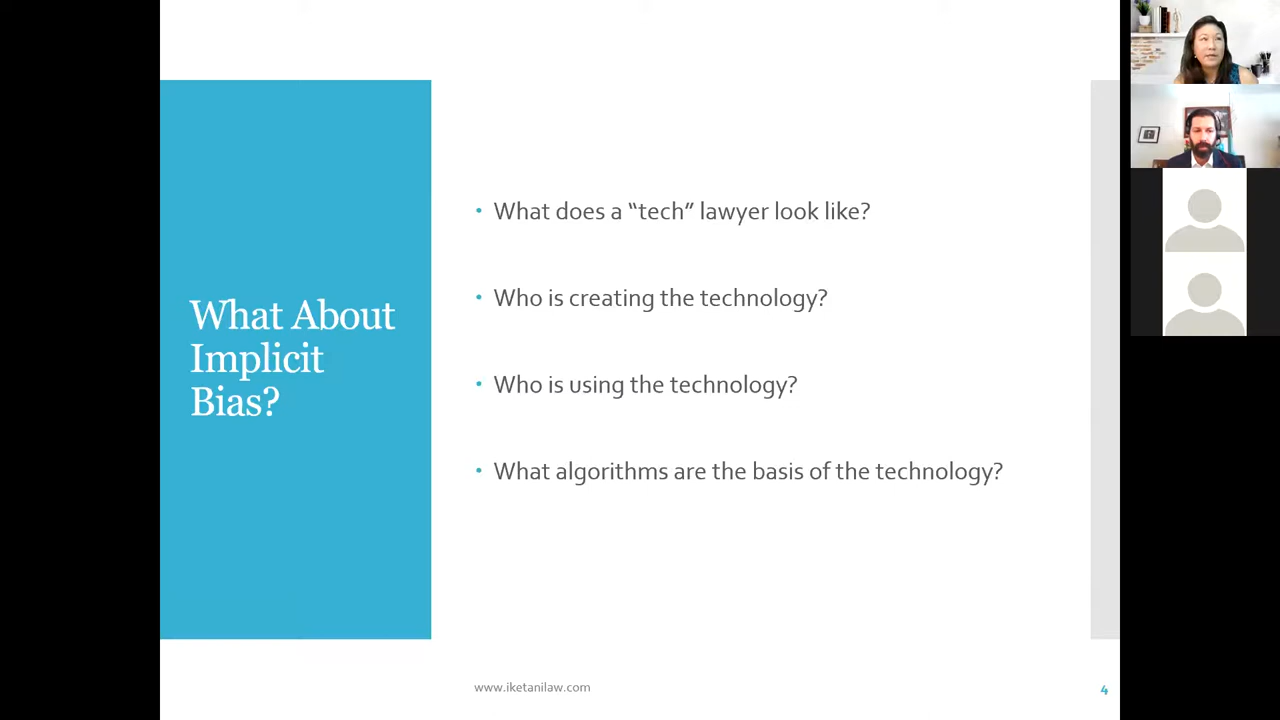 What About
Implicit
Bias?
• What does a “tech” lawyer look like?
• Who is creating the technology?
• Who is using the technology?
• What algorithms are the basis of the technology?
www.iketanilaw.com
4